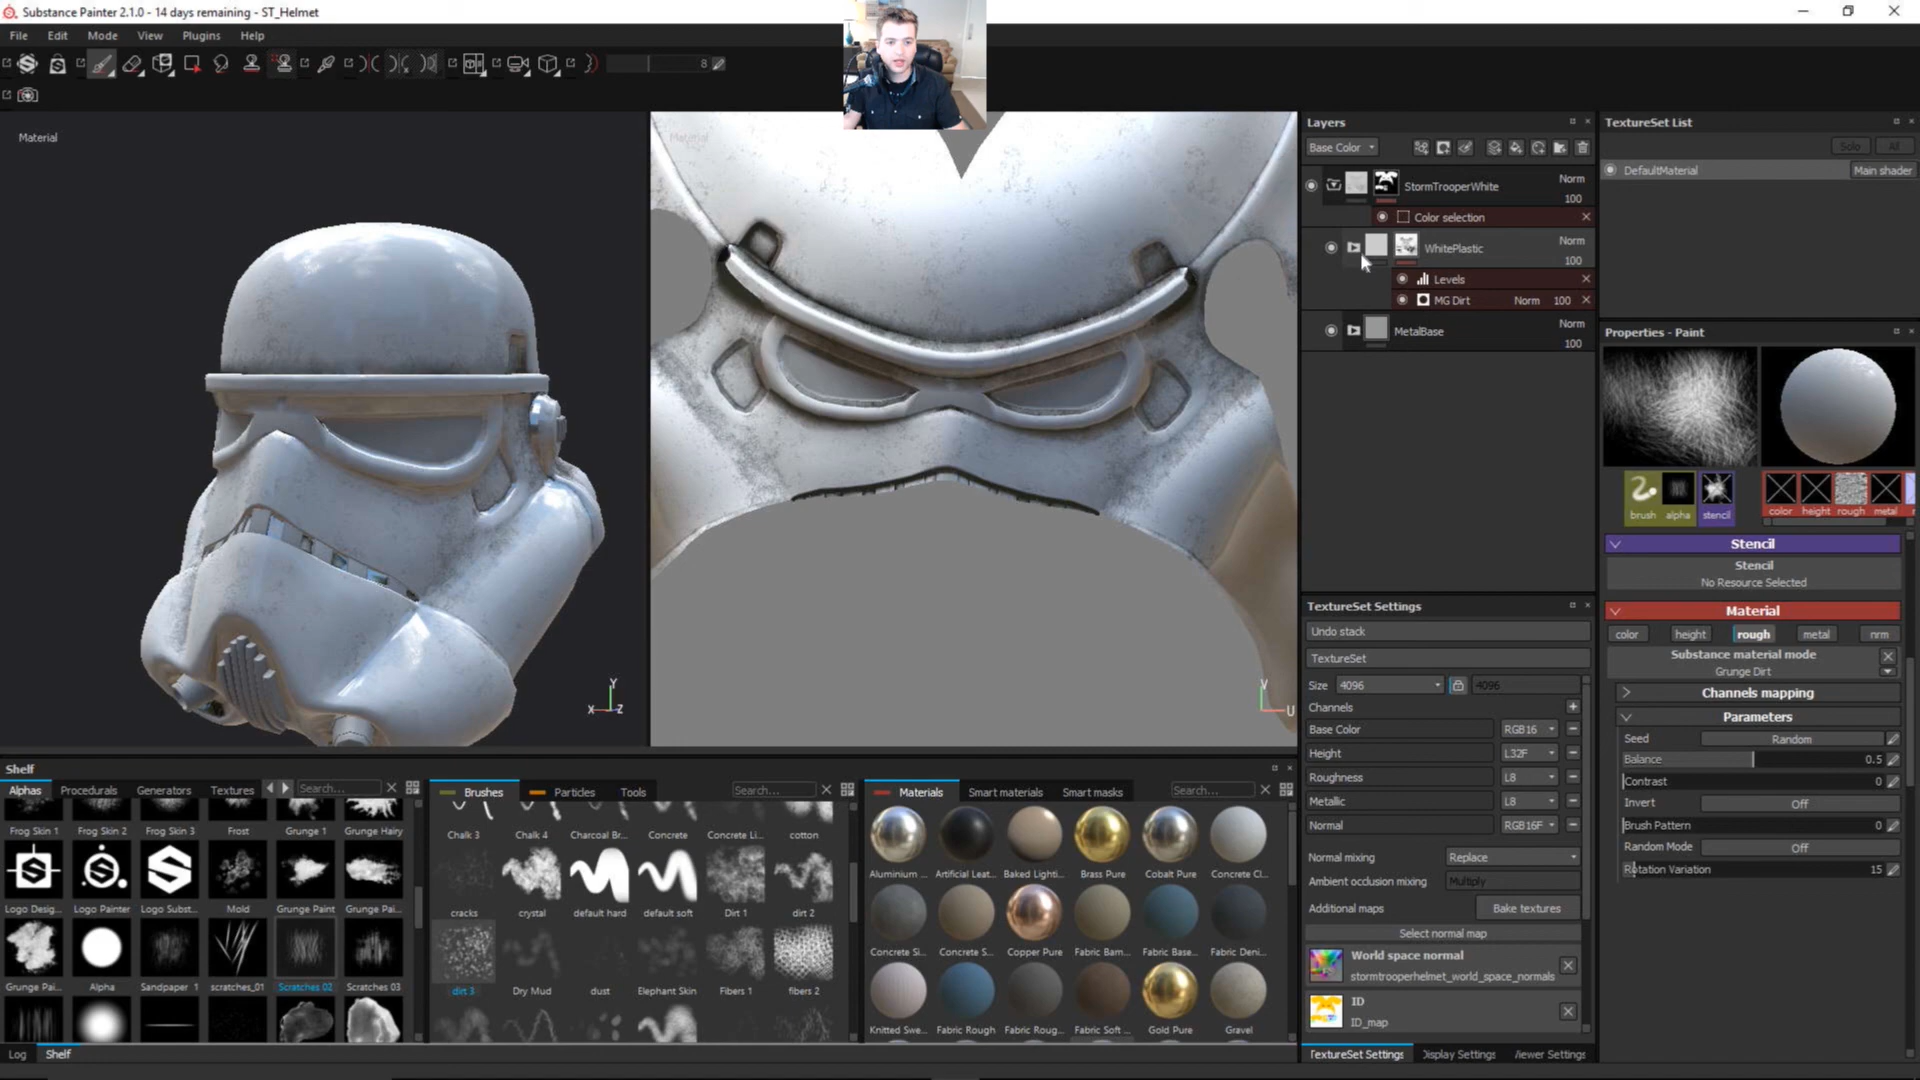 Substance Painter 2.1.0 - 14 days remaining - ST_Helmet
File Edit Mode View Plugins Help
8
Material
Material
Y
X Z
V
U
Layers
Base Color
StormTrooperWhite Norm 100
Color selection
WhitePlastic Norm 100
Levels
MG Dirt Norm 100
MetalBase Norm 100
TextureSet List
Solo All
DefaultMaterial Main shader
Properties - Paint
brush alpha stencil
color height rough metal
Stencil
Stencil
No Resource Selected
Material
color height rough metal nrm
Substance material mode
Grunge Dirt
Channels mapping
Parameters
Seed Random
Balance 0.5
Contrast 0
Invert Off
Brush Pattern 0
Random Mode Off
Rotation Variation 15
TextureSet Settings
Undo stack
TextureSet
Size 4096 4096
Channels
Base Color RGB16
Height L32F
Roughness L8
Metallic L8
Normal RGB16F
Normal mixing Replace
Ambient occlusion mixing Multiply
Additional maps Bake textures
Select normal map
World space normal
stormtrooperhelmet_world_space_normals
ID
ID_map
TextureSet Settings Display Settings Viewer Settings
Shelf
Alphas Procedurals Generators Textures Search...
Frog Skin 1 Frog Skin 2 Frog Skin 3 Frost Grunge 1 Grunge Hairy
Logo Desig... Logo Painter Logo Subst... Mold Grunge Paint Grunge Pai...
Grunge Pai... Alpha Sandpaper 1 scratches_01 Scratches 02 Scratches 03
Brushes Particles Tools Search...
Chalk 3 Chalk 4 Charcoal Br... Concrete Concrete Li... cotton
cracks crystal default hard default soft Dirt 1 dirt 2
dirt 3 Dry Mud dust Elephant Skin Fibers 1 fibers 2
Materials Smart materials Smart masks Search...
Aluminium ... Artificial Leat... Baked Lighti... Brass Pure Cobalt Pure Concrete Cl...
Concrete Si... Concrete S... Copper Pure Fabric Bam... Fabric Base... Fabric Deni...
Knitted Swe... Fabric Rough Fabric Roug... Fabric Soft ... Gold Pure Gravel
Log Shelf